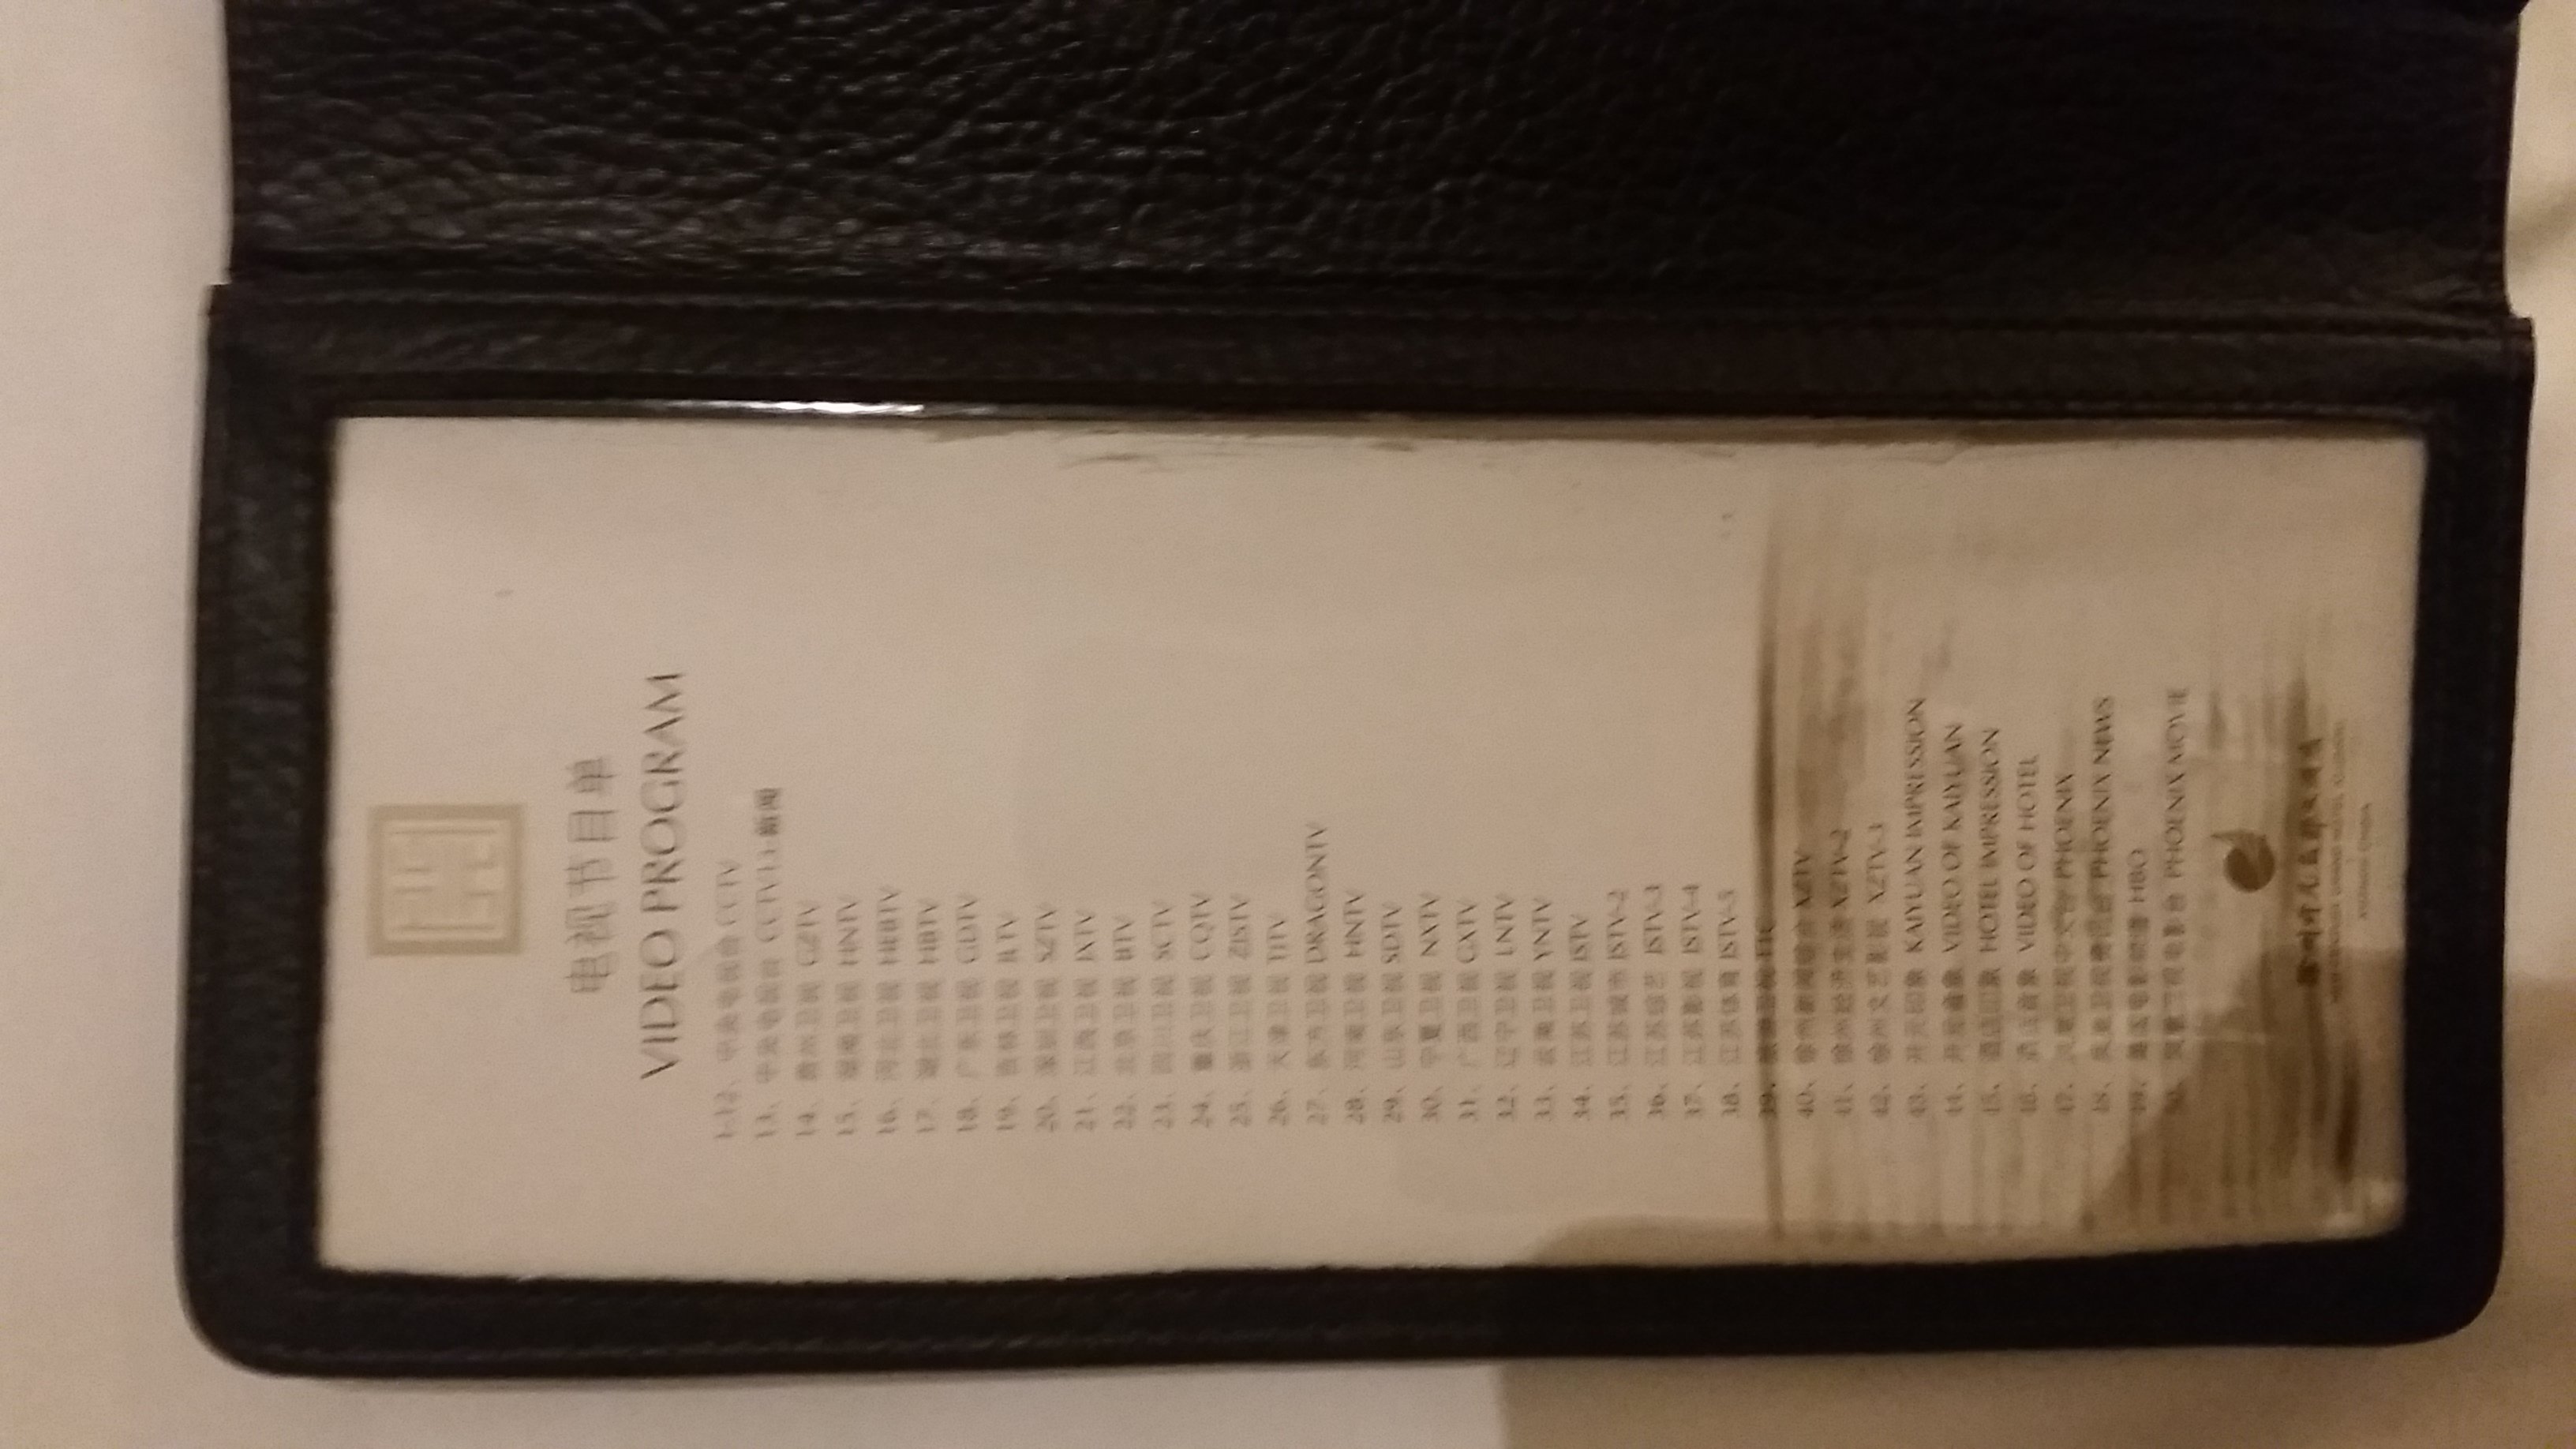 电视节目单
VIDEO PROGRAM
1-12、中央电视台 CCTV
13、中央电视台 CCTV13-新闻
14、贵州卫视 GZTV
15、湖南卫视 HNTV
16、河北卫视 HEBTV
17、湖北卫视 HBTV
18、广东卫视 GDTV
19、吉林卫视 JLTV
20、深圳卫视 SZTV
21、江西卫视 JXTV
22、北京卫视 BTV
23、四川卫视 SCTV
24、重庆卫视 CQTV
25、浙江卫视 ZJSTV
26、天津卫视 TJTV
27、东方卫视 DRAGONTV
28、河南卫视 HNTV
29、山东卫视 SDTV
30、宁夏卫视 NXTV
31、广西卫视 GXTV
32、辽宁卫视 LNTV
33、云南卫视 YNTV
34、江苏卫视 JSTV
35、江苏城市 JSTV-2
36、江苏综艺 JSTV-3
37、江苏影视 JSTV-4
38、江苏体育 JSTV-5
39、
40、徐州新闻综合 XZTV
41、徐州经济生活 XZTV-2
42、徐州文艺影视 XZTV-3
43、开元印象 KAIYUAN IMPRESSION
44、开元 VIDEO OF KAIYUAN
45、酒店印象 HOTEL IMPRESSION
46、酒店 VIDEO OF HOTEL
47、凤凰卫视中文台 PHOENIX
48、凤凰卫视资讯台 PHOENIX NEWS
49、HBO
50、凤凰卫视电影台 PHOENIX MOVIE
徐州开元名都大酒店
XUZHOU CHINA